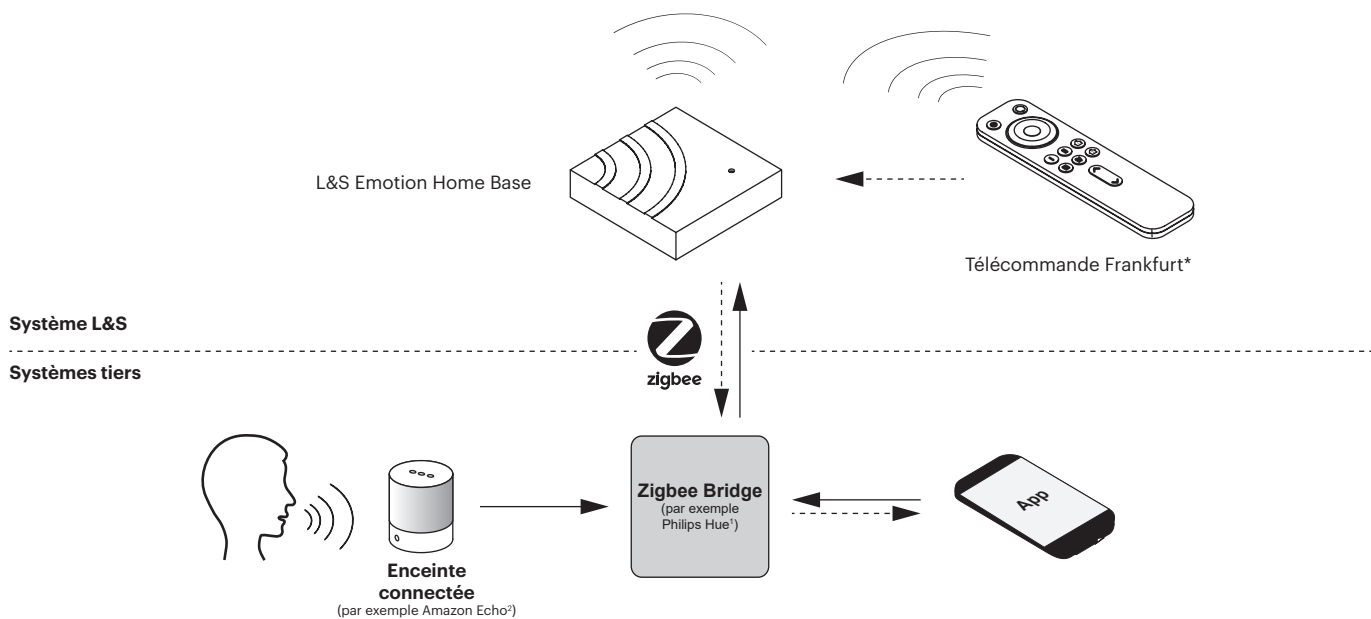 L&S Emotion Home Base
Télécommande Frankfurt*
Système L&S
zigbee
Systèmes tiers
Zigbee Bridge
(par exemple
Philips Hue¹)
App
Enceinte
connectée
(par exemple Amazon Echo²)